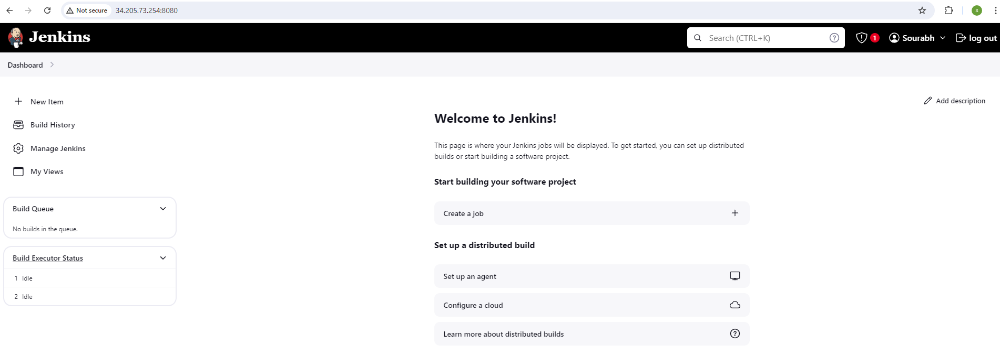 Not secure 34.205.73.254:8080
S
Jenkins
Search (CTRL+K)
1
Sourabh
log out
Dashboard
New Item
Build History
Manage Jenkins
My Views
Build Queue
No builds in the queue.
Build Executor Status
1 Idle
2 Idle
Add description
Welcome to Jenkins!
This page is where your Jenkins jobs will be displayed. To get started, you can set up distributed
builds or start building a software project.
Start building your software project
Create a job
Set up a distributed build
Set up an agent
Configure a cloud
Learn more about distributed builds